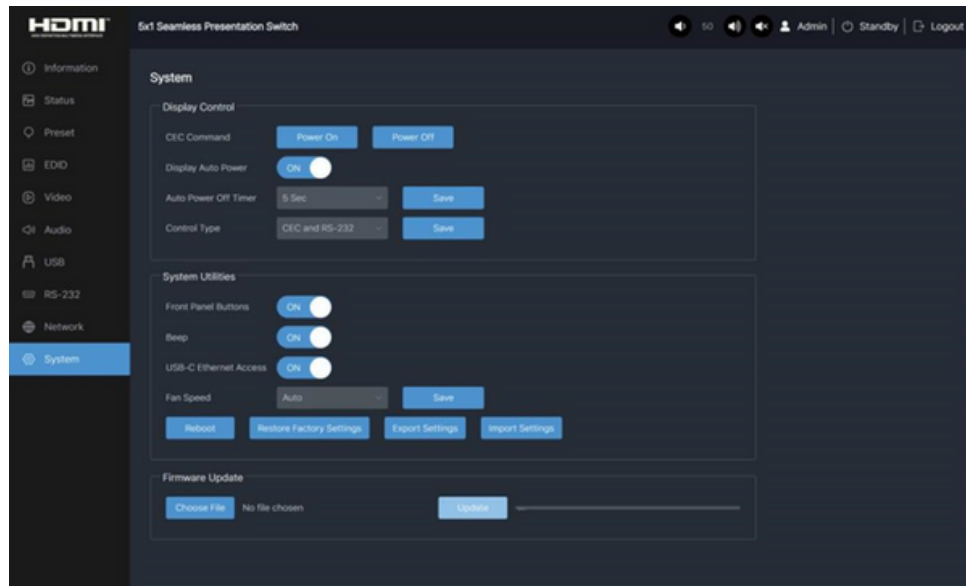 HDMI
5x1 Seamless Presentation Switch
50
Admin
Standby
Logout
Information
Status
Preset
EDID
Video
Audio
USB
RS-232
Network
System
System
Display Control
CEC Command Power On Power Off
Display Auto Power ON
Auto Power Off Timer 5 Sec Save
Control Type CEC and RS-232 Save
System Utilities
Front Panel Buttons ON
Beep ON
USB-C Ethernet Access ON
Fan Speed Auto Save
Reboot Restore Factory Settings Export Settings Import Settings
Firmware Update
Choose File No file chosen Update